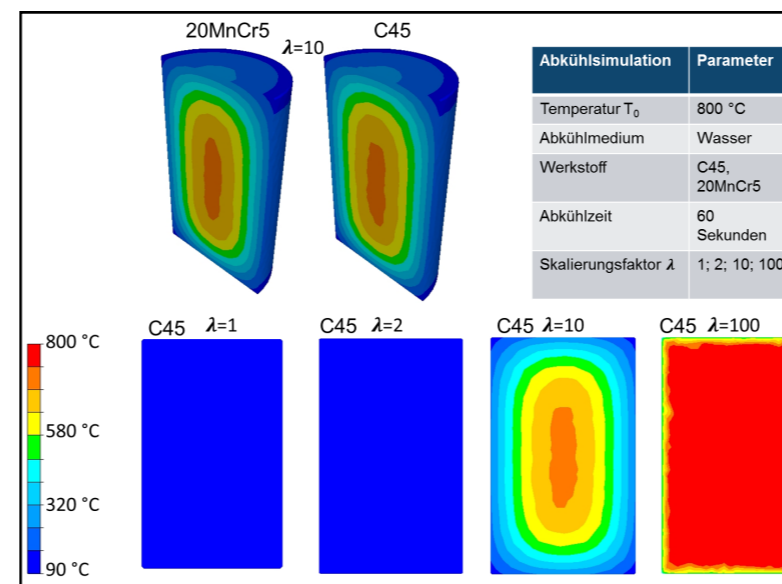 20MnCr5
C45
λ=10
Abkühlsimulation Parameter
Temperatur T₀ 800 °C
Abkühlmedium Wasser
Werkstoff C45,
20MnCr5
Abkühlzeit 60
Sekunden
Skalierungsfaktor λ 1; 2; 10; 100
C45 λ=1
C45 λ=2
C45 λ=10
C45 λ=100
800 °C
580 °C
320 °C
90 °C